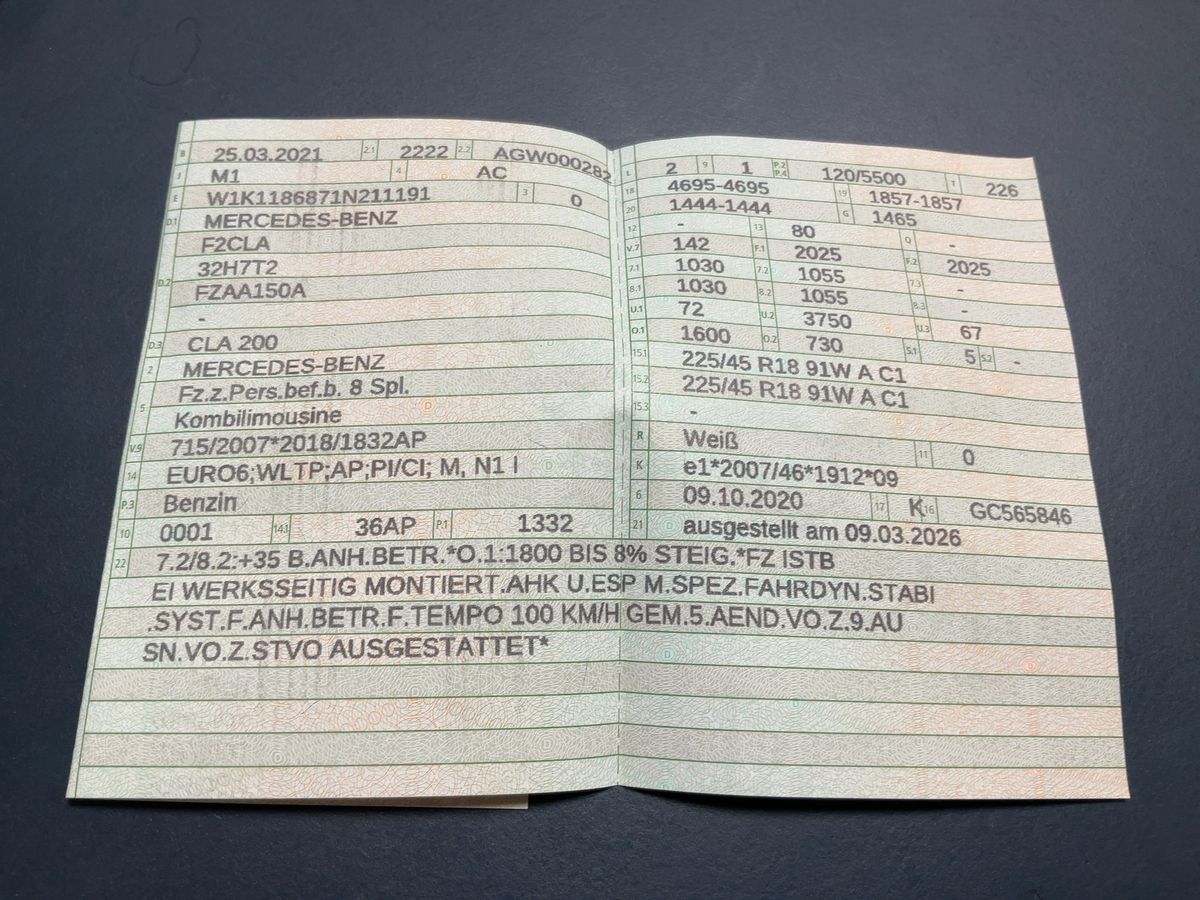 B 25.03.2021 2.1 2222 2.2 AGW000282
J M1 4 AC
E W1K1186871N211191 3 0
D.1 MERCEDES-BENZ
F2CLA
32H7T2
D.2 FZAA150A
-
D.3 CLA 200
2 MERCEDES-BENZ
Fz.z.Pers.bef.b. 8 Spl.
5 Kombilimousine
V.9 715/2007*2018/1832AP
14 EURO6;WLTP;AP;PI/CI; M, N1 I
P.3 Benzin
10 0001 14.1 36AP P.1 1332
L 2 9 1 P.2 P.4 120/5500 T 226
18 4695-4695 19 1857-1857
20 1444-1444 G 1465
12 - 13 80 Q -
V.7 142 F.1 2025 F.2 2025
7.1 1030 7.2 1055 7.3 -
8.1 1030 8.2 1055 8.3 -
U.1 72 U.2 3750 U.3 67
O.1 1600 O.2 730 S.1 5 S.2 -
15.1 225/45 R18 91W A C1
15.2 225/45 R18 91W A C1
15.3 -
R Weiß 11 0
K e1*2007/46*1912*09
6 09.10.2020 17 K 16 GC565846
21 ausgestellt am 09.03.2026
22 7.2/8.2:+35 B.ANH.BETR.*O.1:1800 BIS 8% STEIG.*FZ ISTB
EI WERKSSEITIG MONTIERT.AHK U.ESP M.SPEZ.FAHRDYN.STABI
.SYST.F.ANH.BETR.F.TEMPO 100 KM/H GEM.5.AEND.VO.Z.9.AU
SN.VO.Z.STVO AUSGESTATTET*